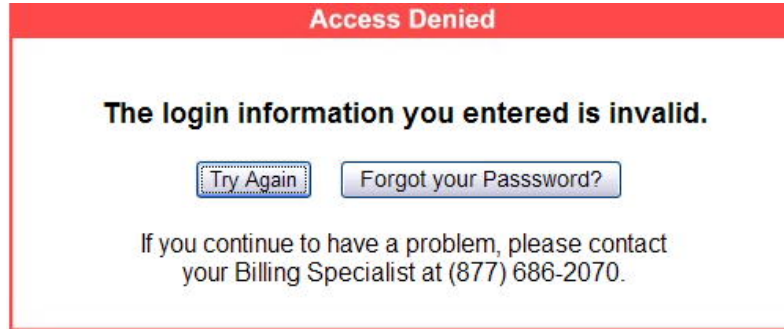 Access Denied
The login information you entered is invalid.
Try Again Forgot your Passsword?
If you continue to have a problem, please contact
your Billing Specialist at (877) 686-2070.